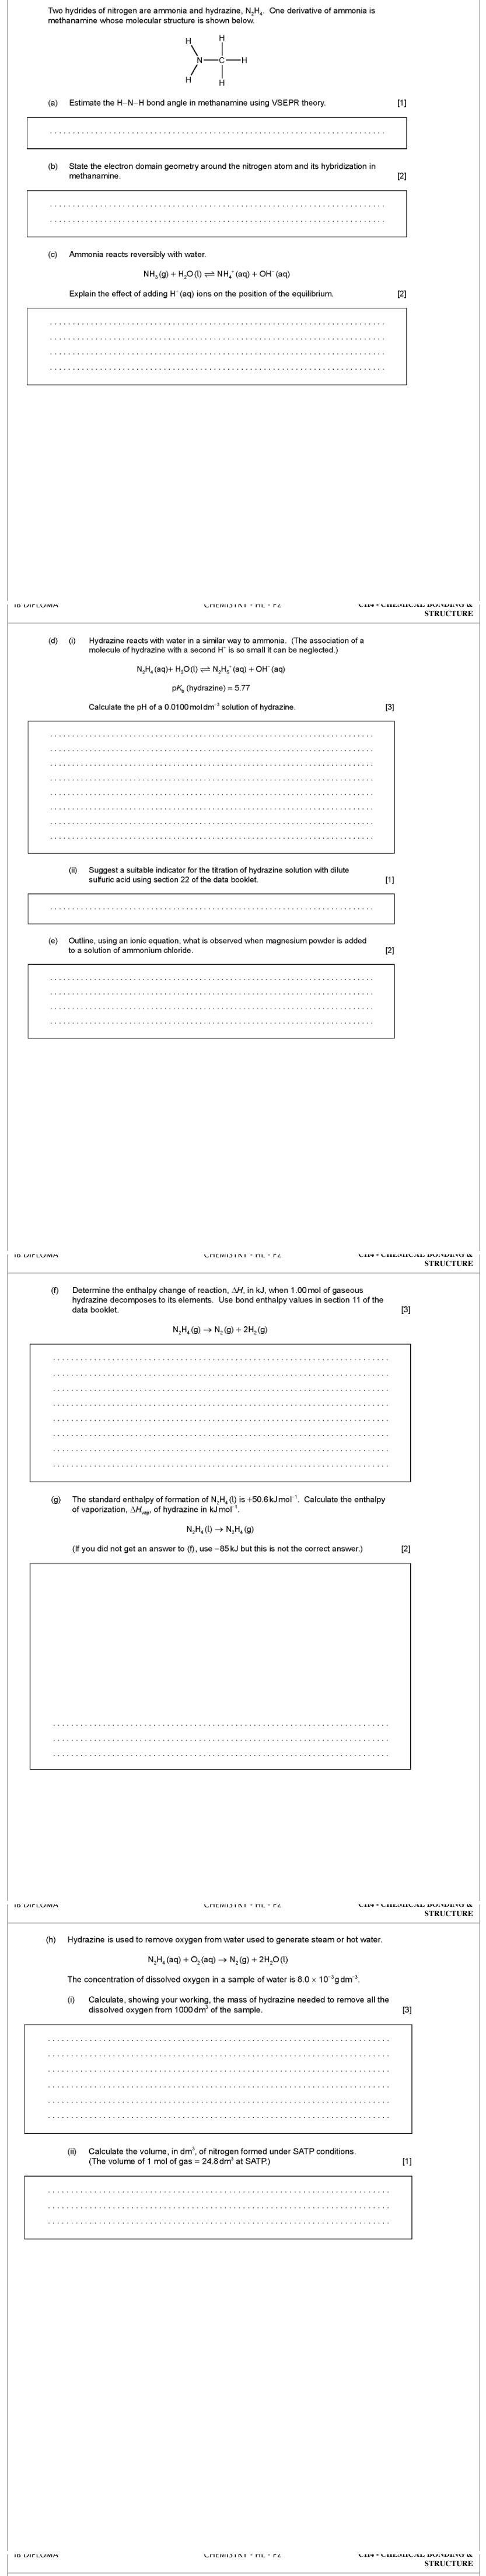 Two hydrides of nitrogen are ammonia and hydrazine, N₂H₄. One derivative of ammonia is
methanamine whose molecular structure is shown below.
H H
N C H
H H
(a) Estimate the H–N–H bond angle in methanamine using VSEPR theory. [1]
(b) State the electron domain geometry around the nitrogen atom and its hybridization in
methanamine. [2]
(c) Ammonia reacts reversibly with water.
NH₃(g) + H₂O(l) ⇌ NH₄⁺(aq) + OH⁻(aq)
Explain the effect of adding H⁺(aq) ions on the position of the equilibrium. [2]
IB DIPLOMA CHEMISTRY - HL - P2 CH4 - CHEMICAL BONDING &
STRUCTURE
(d) (i) Hydrazine reacts with water in a similar way to ammonia. (The association of a
molecule of hydrazine with a second H⁺ is so small it can be neglected.)
N₂H₄(aq)+ H₂O(l) ⇌ N₂H₅⁺(aq) + OH⁻(aq)
pK_b (hydrazine) = 5.77
Calculate the pH of a 0.0100 mol dm⁻³ solution of hydrazine. [3]
(ii) Suggest a suitable indicator for the titration of hydrazine solution with dilute
sulfuric acid using section 22 of the data booklet. [1]
(e) Outline, using an ionic equation, what is observed when magnesium powder is added
to a solution of ammonium chloride. [2]
IB DIPLOMA CHEMISTRY - HL - P2 CH4 - CHEMICAL BONDING &
STRUCTURE
(f) Determine the enthalpy change of reaction, ΔH, in kJ, when 1.00 mol of gaseous
hydrazine decomposes to its elements. Use bond enthalpy values in section 11 of the
data booklet. [3]
N₂H₄(g) → N₂(g) + 2H₂(g)
(g) The standard enthalpy of formation of N₂H₄(l) is +50.6 kJ mol⁻¹. Calculate the enthalpy
of vaporization, ΔH_vap, of hydrazine in kJ mol⁻¹.
N₂H₄(l) → N₂H₄(g)
(If you did not get an answer to (f), use −85 kJ but this is not the correct answer.) [2]
IB DIPLOMA CHEMISTRY - HL - P2 CH4 - CHEMICAL BONDING &
STRUCTURE
(h) Hydrazine is used to remove oxygen from water used to generate steam or hot water.
N₂H₄(aq) + O₂(aq) → N₂(g) + 2H₂O(l)
The concentration of dissolved oxygen in a sample of water is 8.0 × 10⁻³ g dm⁻³.
(i) Calculate, showing your working, the mass of hydrazine needed to remove all the
dissolved oxygen from 1000 dm³ of the sample. [3]
(ii) Calculate the volume, in dm³, of nitrogen formed under SATP conditions.
(The volume of 1 mol of gas = 24.8 dm³ at SATP.) [1]
IB DIPLOMA CHEMISTRY - HL - P2 CH4 - CHEMICAL BONDING &
STRUCTURE